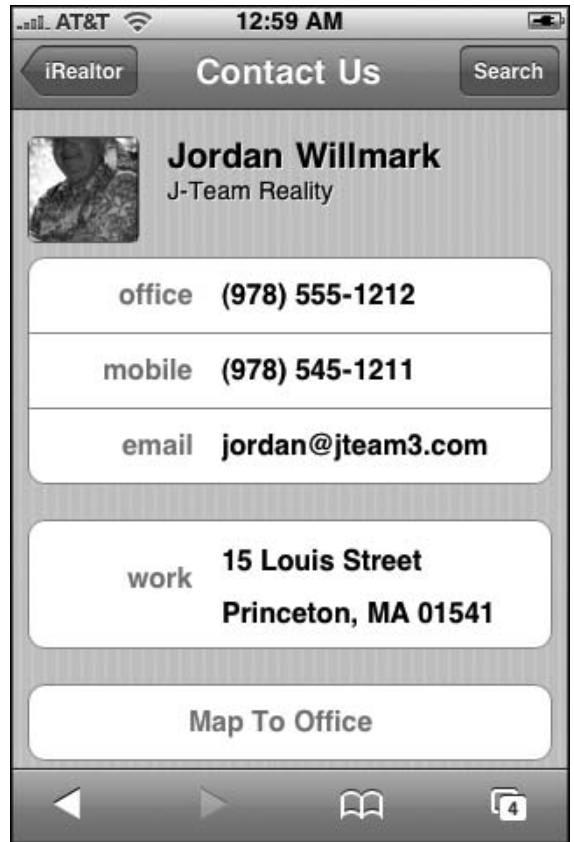 AT&T 12:59 AM
iRealtor Contact Us Search
Jordan Willmark
J-Team Reality
office (978) 555-1212
mobile (978) 545-1211
email jordan@jteam3.com
work 15 Louis Street
Princeton, MA 01541
Map To Office
4